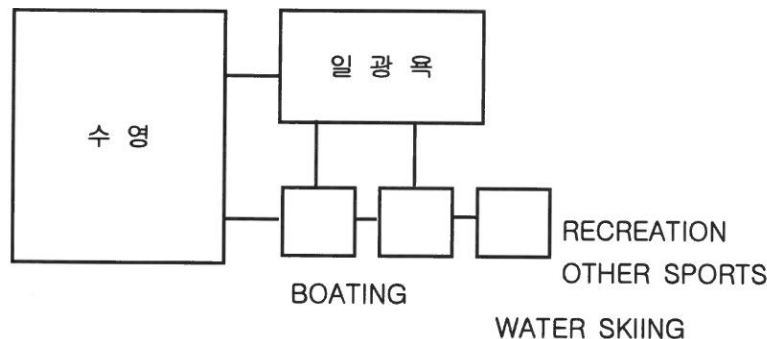 일 광 욕
수 영
RECREATION
OTHER SPORTS
BOATING
WATER SKIING